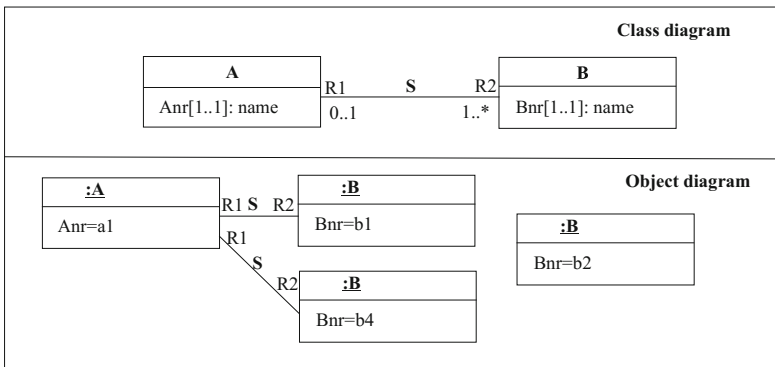 Class diagram
A
B
R1 S R2
Anr[1..1]: name
Bnr[1..1]: name
0..1 1..*
Object diagram
:A
:B
R1 S R2
Anr=a1
Bnr=b1
:B
R1
Bnr=b2
S
R2
:B
Bnr=b4